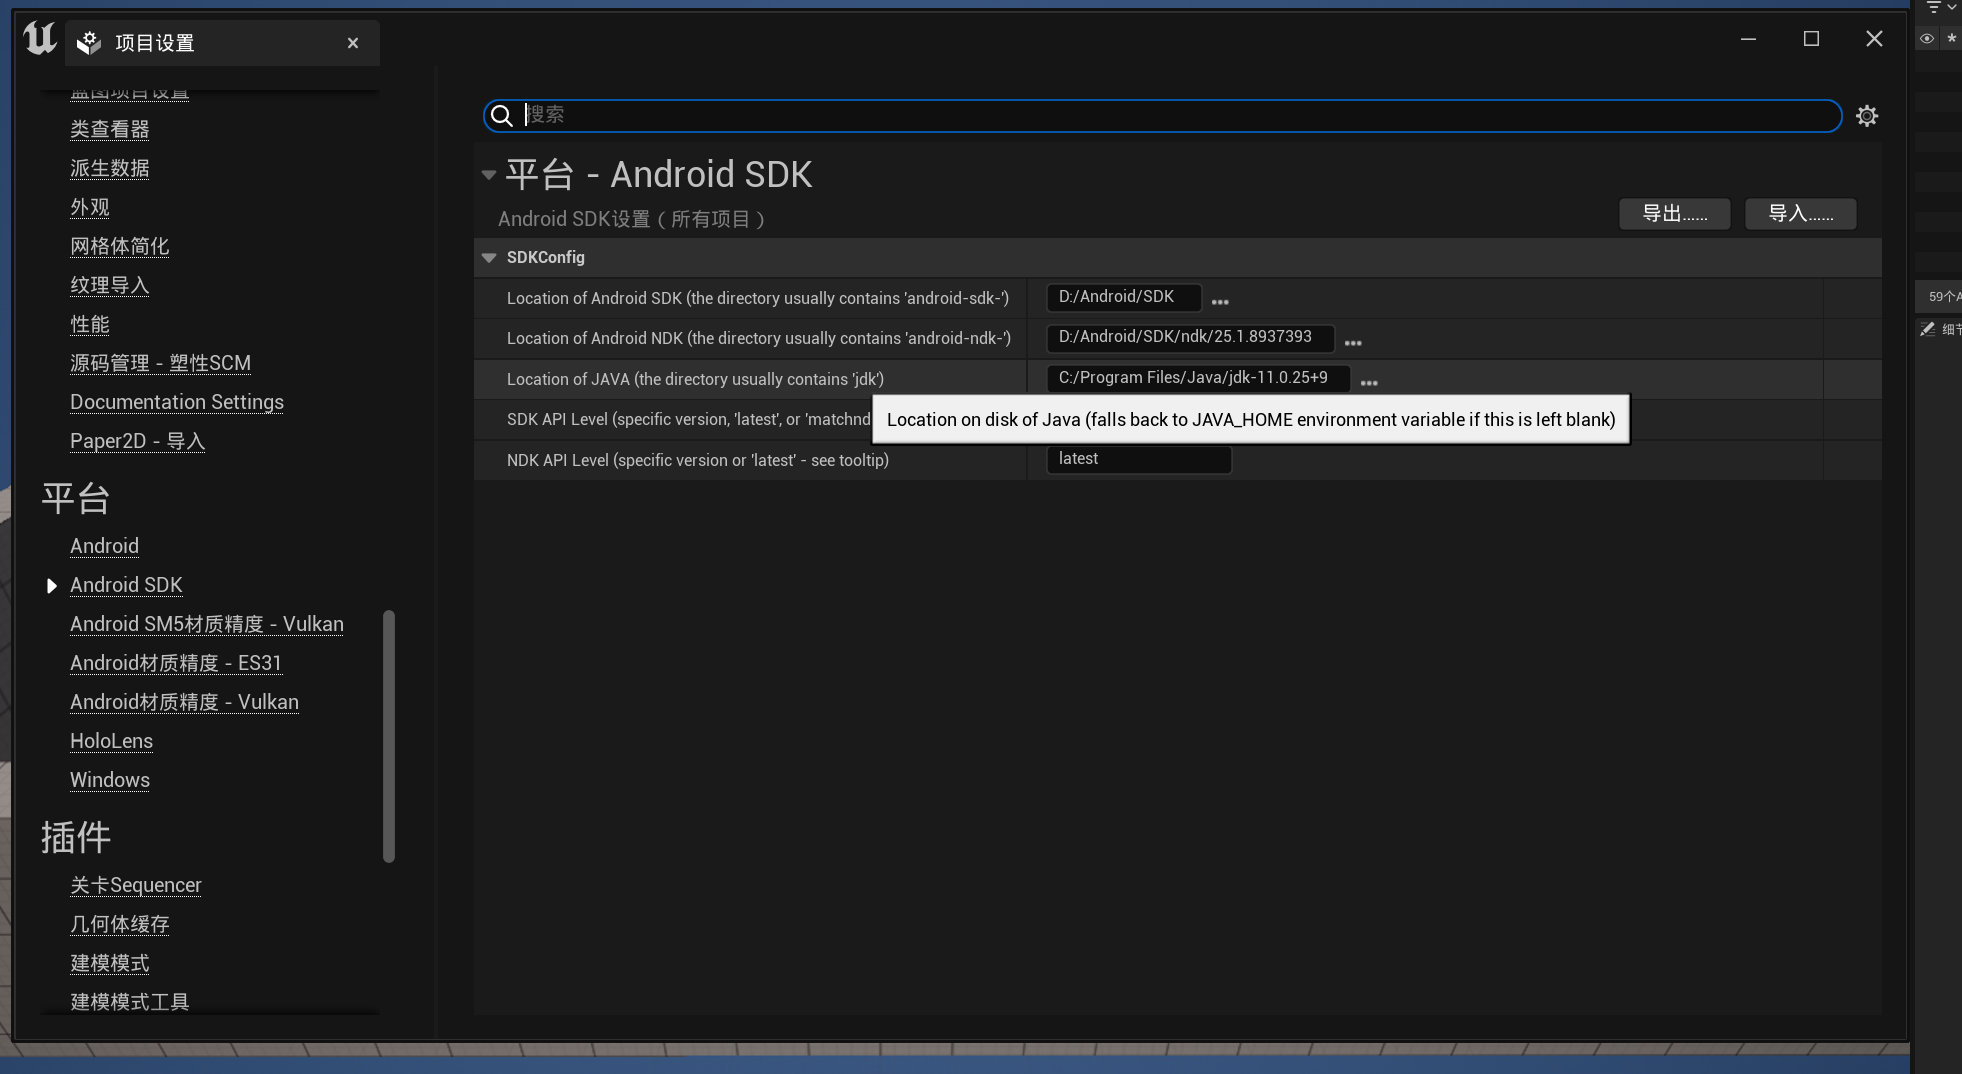 项目设置
蓝图项目设置
类查看器
派生数据
外观
网格体简化
纹理导入
性能
源码管理 - 塑性SCM
Documentation Settings
Paper2D - 导入
平台
Android
Android SDK
Android SM5材质精度 - Vulkan
Android材质精度 - ES31
Android材质精度 - Vulkan
HoloLens
Windows
插件
关卡Sequencer
几何体缓存
建模模式
建模模式工具
搜索
平台 - Android SDK
Android SDK设置（所有项目）
导出......
导入......
SDKConfig
Location of Android SDK (the directory usually contains 'android-sdk-')
D:/Android/SDK
Location of Android NDK (the directory usually contains 'android-ndk-')
D:/Android/SDK/ndk/25.1.8937393
Location of JAVA (the directory usually contains 'jdk')
C:/Program Files/Java/jdk-11.0.25+9
SDK API Level (specific version, 'latest', or 'matchnd
Location on disk of Java (falls back to JAVA_HOME environment variable if this is left blank)
NDK API Level (specific version or 'latest' - see tooltip)
latest
59个A
细节